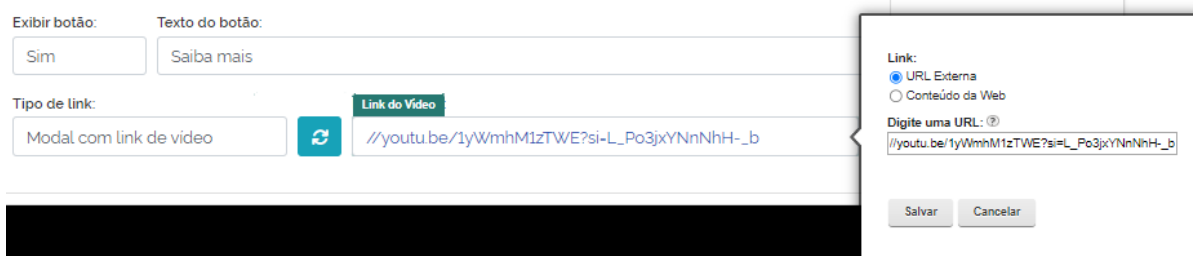 Exibir botão:
Texto do botão:
Sim
Saiba mais
Tipo de link:
Link do Vídeo
Modal com link de vídeo
//youtu.be/1yWmhM1zTWE?si=L_Po3jxYNnNhH-_b
Link:
URL Externa
Conteúdo da Web
Digite uma URL: ?
//youtu.be/1yWmhM1zTWE?si=L_Po3jxYNnNhH-_b
Salvar
Cancelar